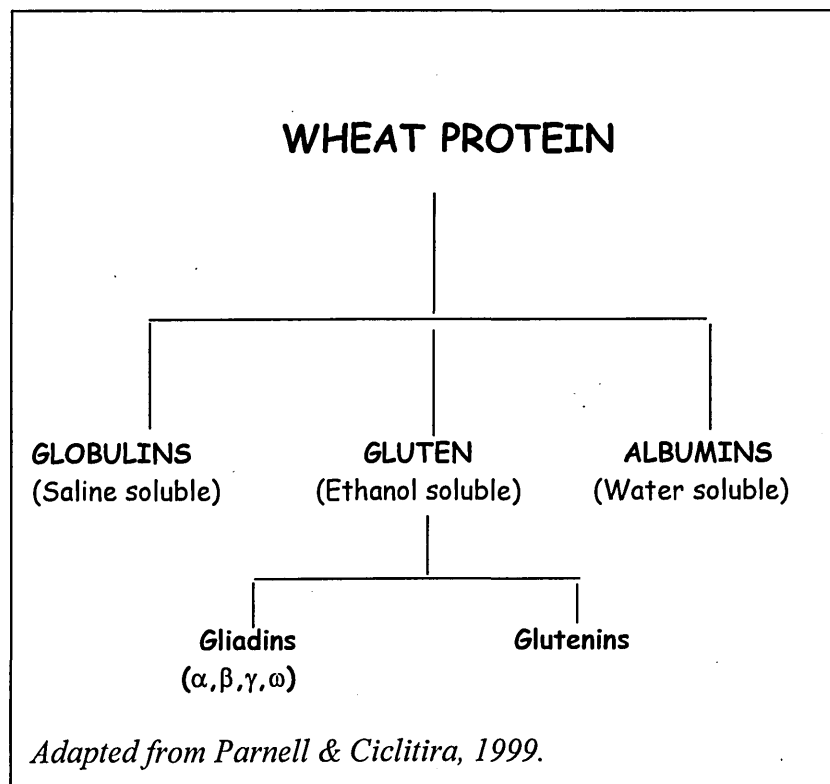 WHEAT PROTEIN
GLOBULINS GLUTEN ALBUMINS
(Saline soluble) (Ethanol soluble) (Water soluble)
Gliadins Glutenins
(α,β,γ,ω)
Adapted from Parnell & Ciclitira, 1999.